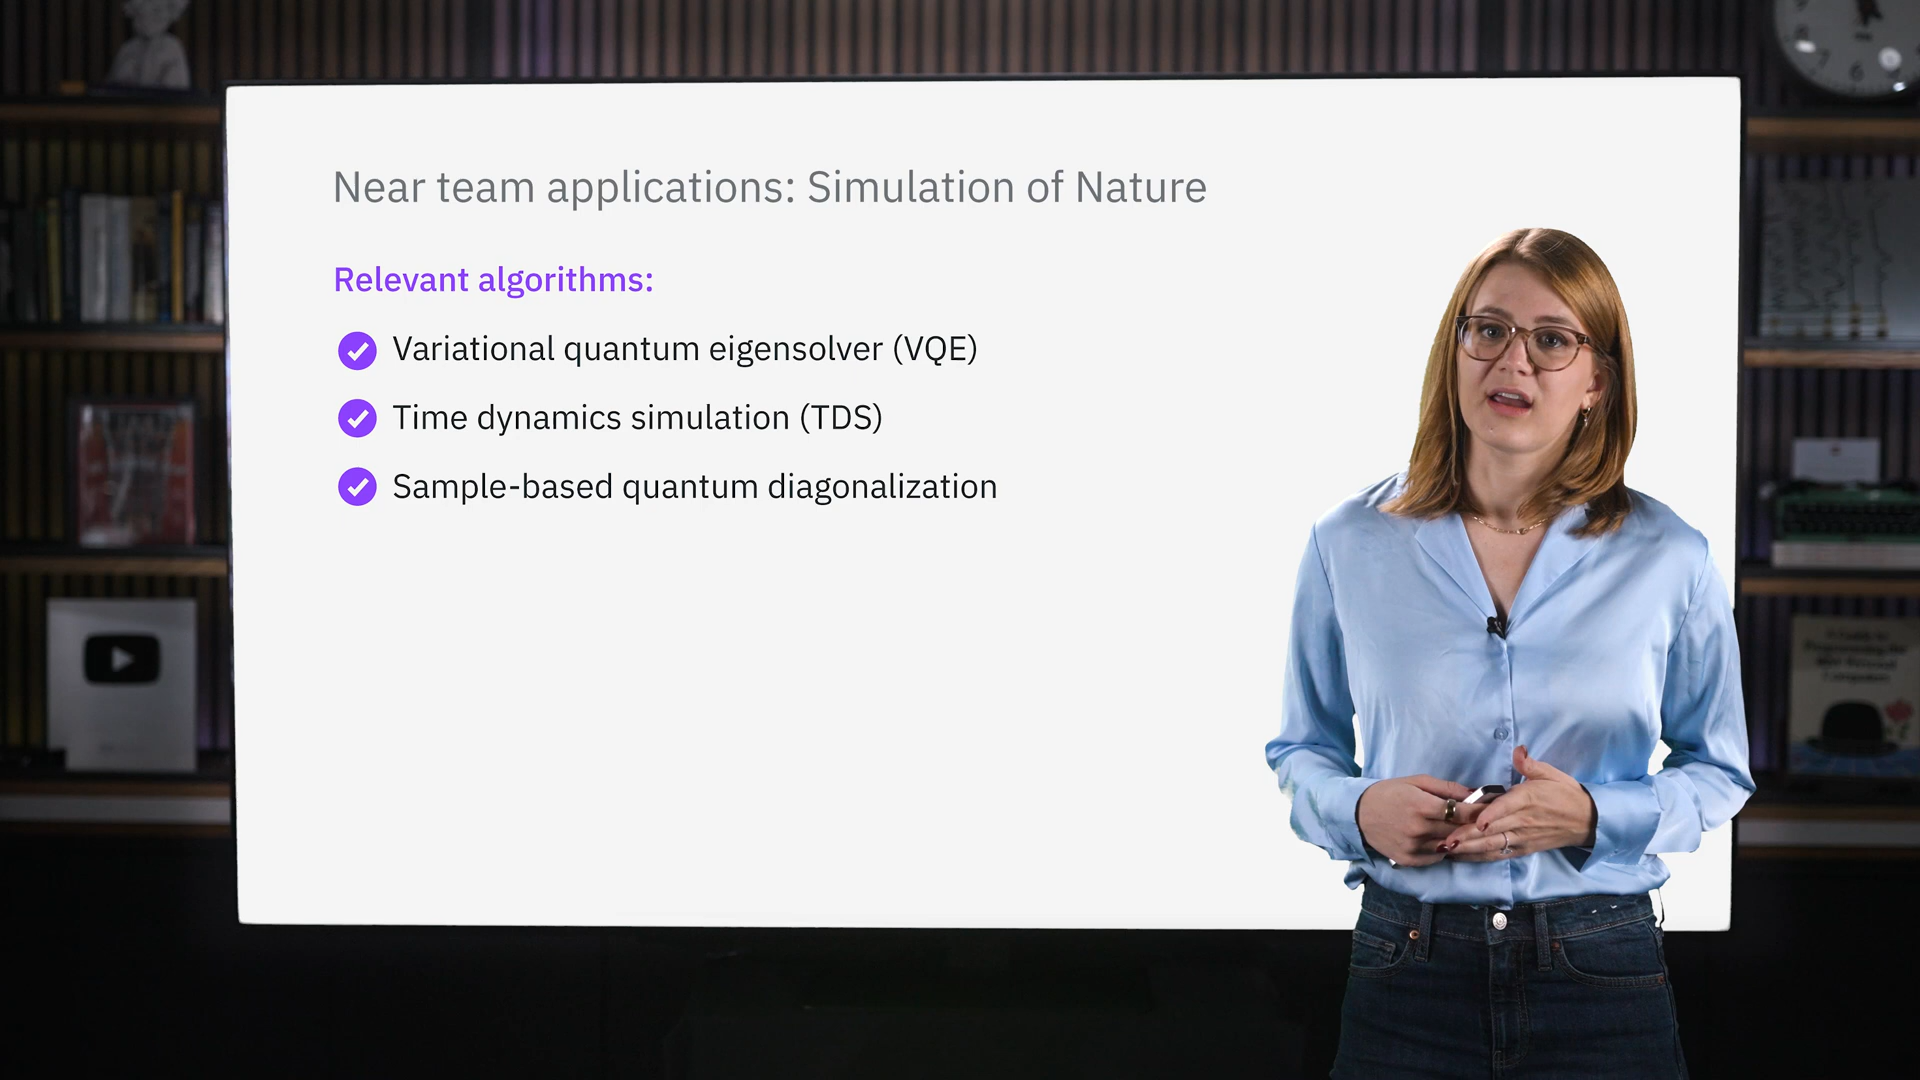 Near team applications: Simulation of Nature
Relevant algorithms:
Variational quantum eigensolver (VQE)
Time dynamics simulation (TDS)
Sample-based quantum diagonalization